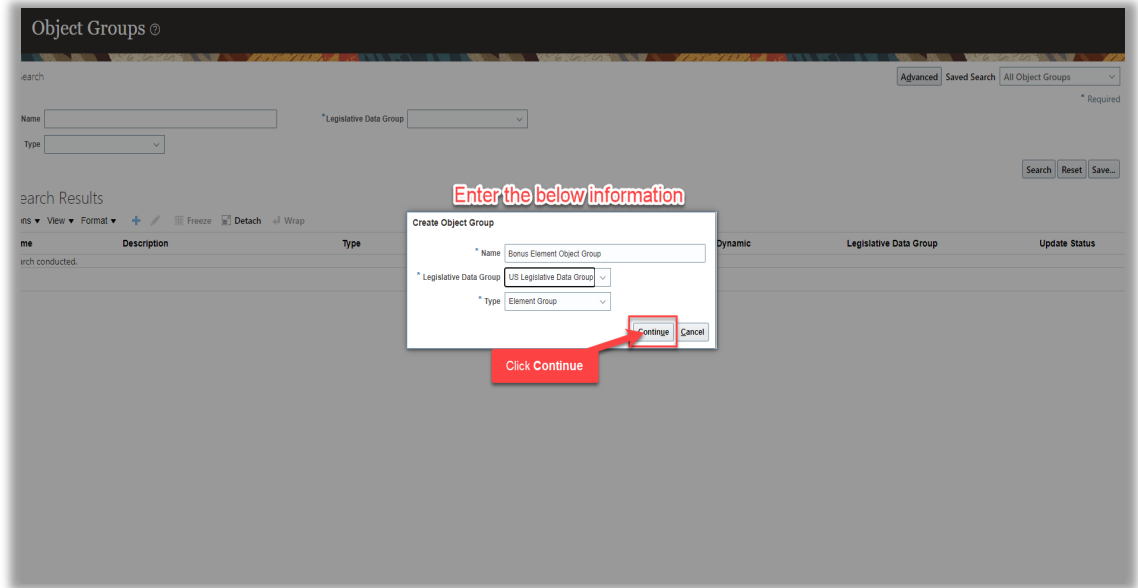 Object Groups
earch
Advanced Saved Search All Object Groups
* Required
Name *Legislative Data Group
Type
Search Reset Save...
earch Results
Enter the below information
ns View Format Freeze Detach Wrap
Create Object Group
me Description Type Dynamic Legislative Data Group Update Status
* Name Bonus Element Object Group
rch conducted.
* Legislative Data Group US Legislative Data Group
* Type Element Group
Continue Cancel
Click Continue